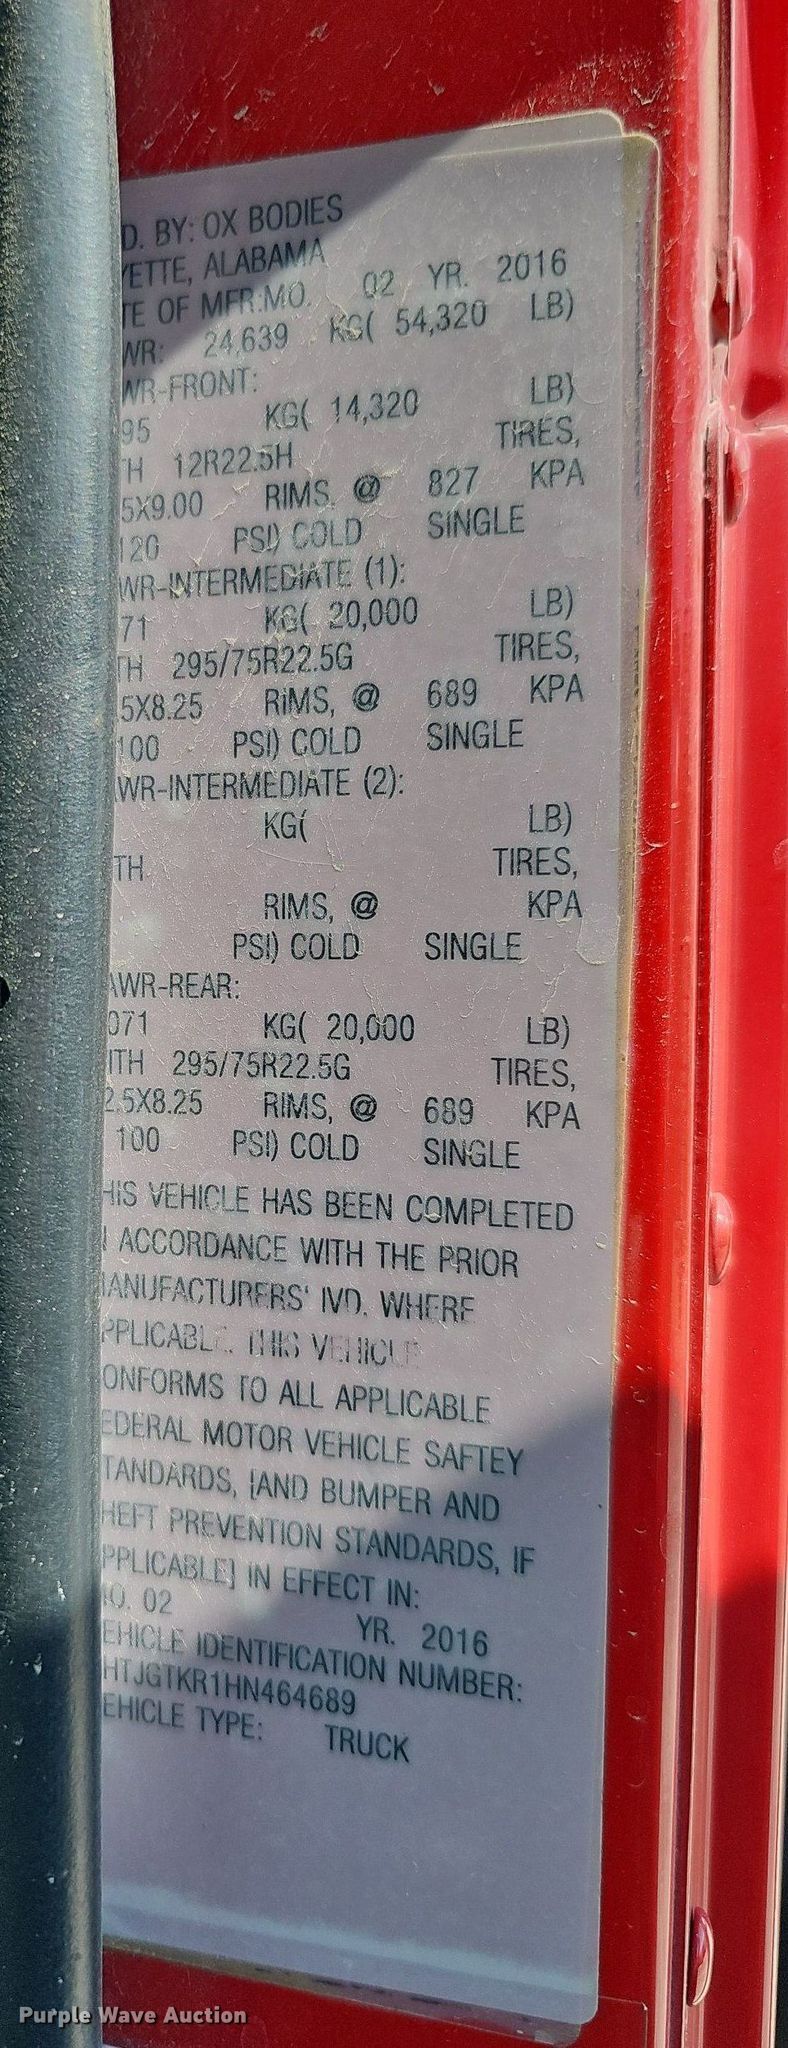 D. BY: OX BODIES
YETTE, ALABAMA
TE OF MFR:MO. 02 YR. 2016
WR: 24,639 KG( 54,320 LB)
WR-FRONT:
95 KG( 14,320 LB)
TH 12R22.5H TIRES,
5X9.00 RIMS, @ 827 KPA
120 PSI) COLD SINGLE
WR-INTERMEDIATE (1):
71 KG( 20,000 LB)
TH 295/75R22.5G TIRES,
.5X8.25 RIMS, @ 689 KPA
100 PSI) COLD SINGLE
WR-INTERMEDIATE (2):
KG( LB)
TH TIRES,
RIMS, @ KPA
PSI) COLD SINGLE
AWR-REAR:
071 KG( 20,000 LB)
ITH 295/75R22.5G TIRES,
2.5X8.25 RIMS, @ 689 KPA
100 PSI) COLD SINGLE
HIS VEHICLE HAS BEEN COMPLETED
N ACCORDANCE WITH THE PRIOR
MANUFACTURERS' IVD, WHERE
PPLICABLE. THIS VEHICLE
ONFORMS TO ALL APPLICABLE
EDERAL MOTOR VEHICLE SAFTEY
TANDARDS, [AND BUMPER AND
HEFT PREVENTION STANDARDS, IF
PPLICABLE] IN EFFECT IN:
MO. 02 YR. 2016
EHICLE IDENTIFICATION NUMBER:
HTJGTKR1HN464689
EHICLE TYPE: TRUCK
Purple Wave Auction